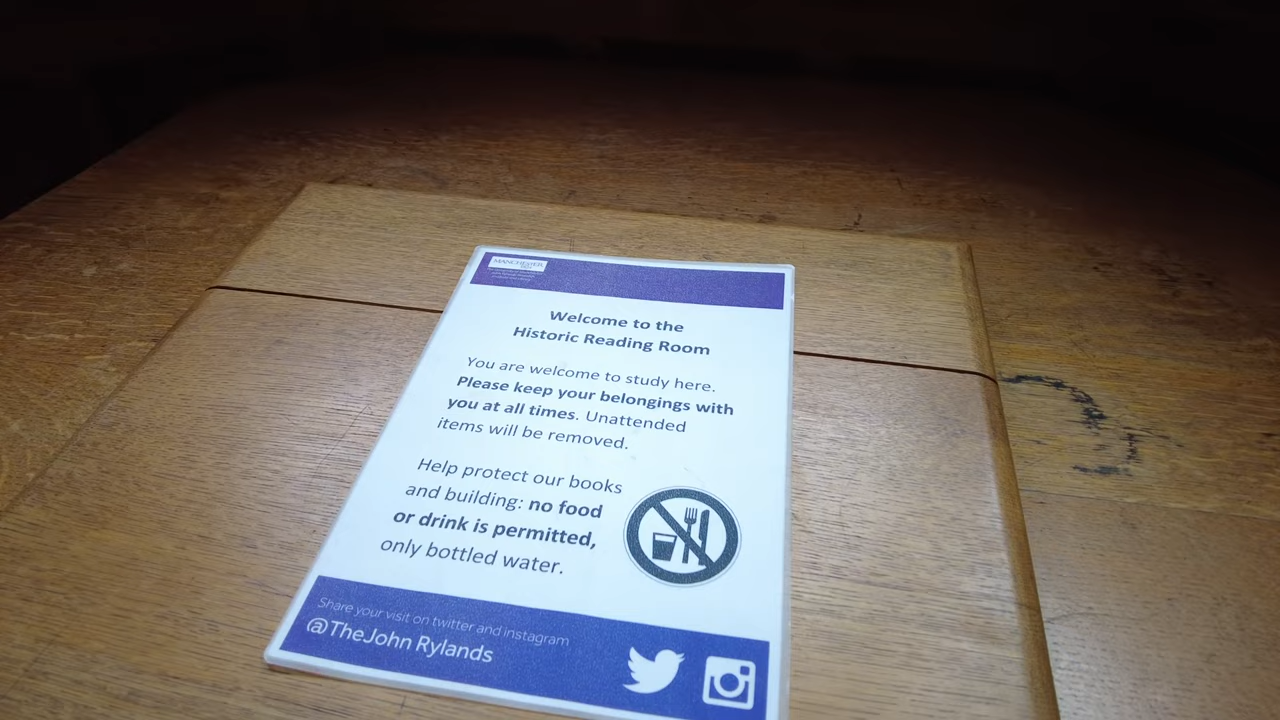 MANCHESTER
Welcome to the
Historic Reading Room
You are welcome to study here.
Please keep your belongings with
you at all times. Unattended
items will be removed.
Help protect our books
and building: no food
or drink is permitted,
only bottled water.
Share your visit on twitter and instagram
@TheJohn Rylands